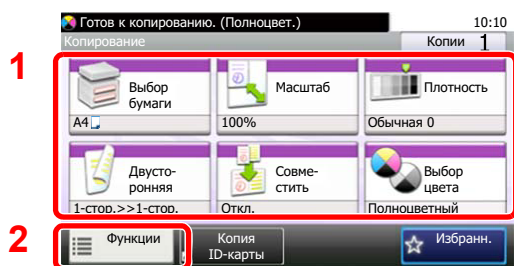 Готов к копированию. (Полноцвет.) 10:10
Копирование Копии 1
1
Выбор бумаги
A4
Масштаб
100%
Плотность
Обычная 0
Двусто-
ронняя
1-стор.>>1-стор.
Совме-
стить
Откл.
Выбор
цвета
Полноцветный
2
Функции
Копия
ID-карты
Избранн.